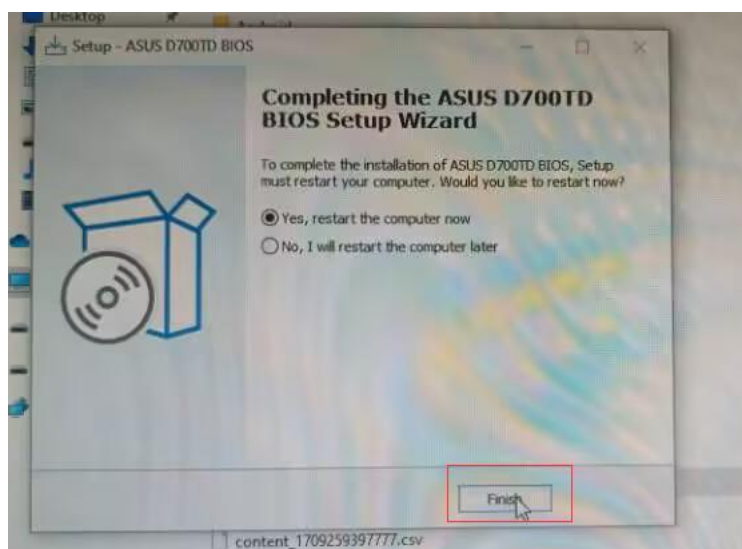 Desktop
Setup - ASUS D700TD BIOS
Completing the ASUS D700TD
BIOS Setup Wizard
To complete the installation of ASUS D700TD BIOS, Setup
must restart your computer. Would you like to restart now?
Yes, restart the computer now
No, I will restart the computer later
Finish
content_1709259397777.csv